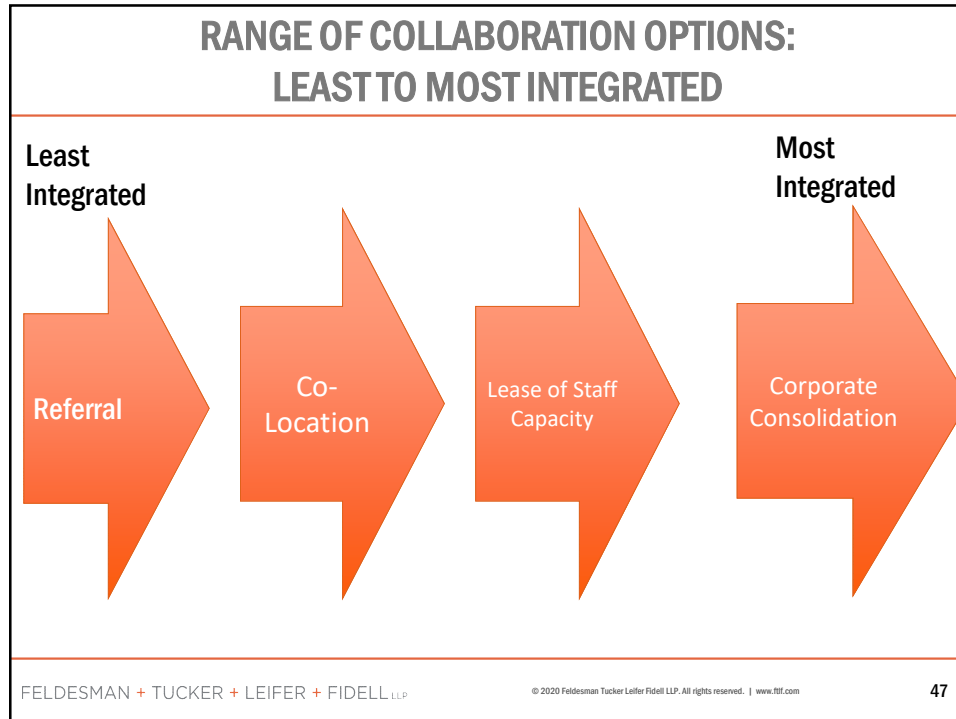 RANGE OF COLLABORATION OPTIONS:
LEAST TO MOST INTEGRATED
Least
Integrated
Most
Integrated
Referral
Co-
Location
Lease of Staff
Capacity
Corporate
Consolidation
FELDESMAN + TUCKER + LEIFER + FIDELL LLP
© 2020 Feldesman Tucker Leifer Fidell LLP. All rights reserved. | www.ftlf.com
47